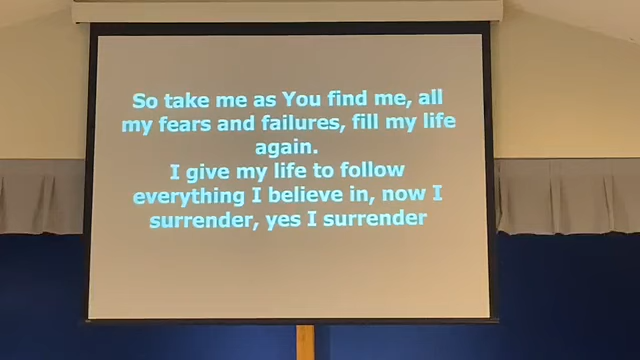 So take me as You find me, all
my fears and failures, fill my life
again.
I give my life to follow
everything I believe in, now I
surrender, yes I surrender